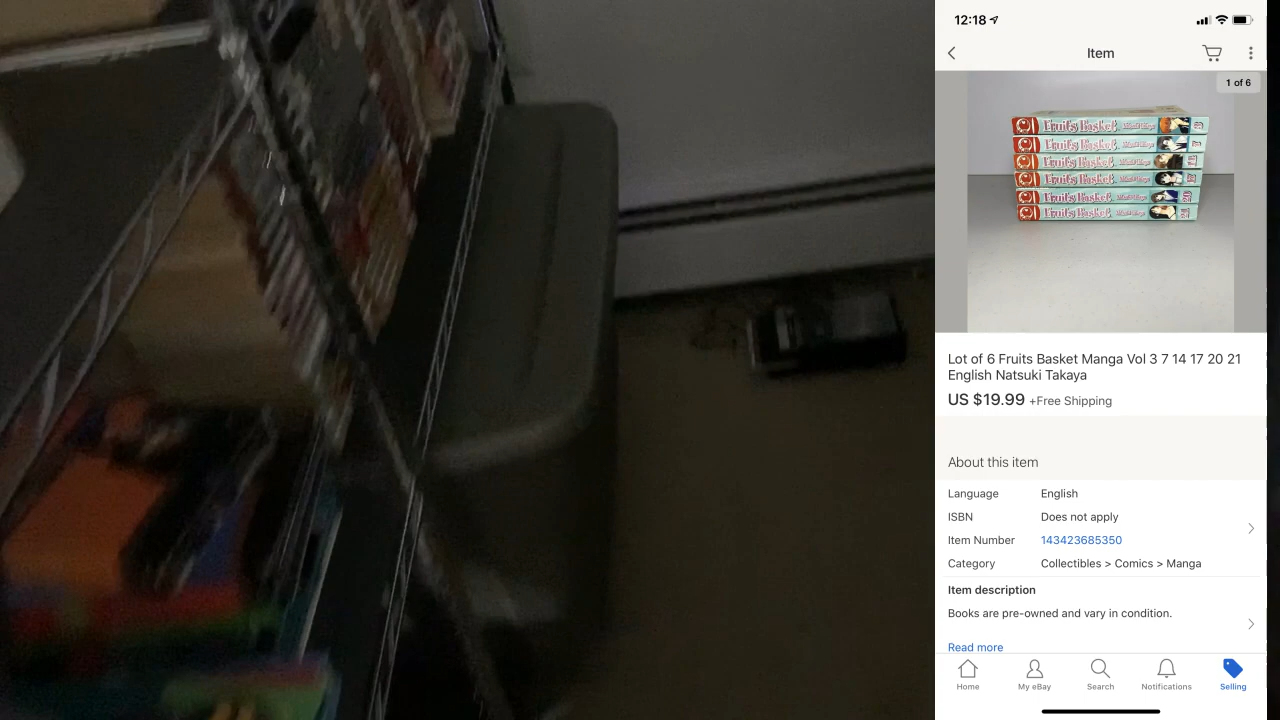 12:18
Item
1 of 6
Fruits Basket
Fruits Basket
Fruits Basket
Fruits Basket
Fruits Basket
Fruits Basket
Lot of 6 Fruits Basket Manga Vol 3 7 14 17 20 21
English Natsuki Takaya
US $19.99 +Free Shipping
About this item
Language English
ISBN Does not apply
Item Number 143423685350
Category Collectibles > Comics > Manga
Item description
Books are pre-owned and vary in condition.
Read more
Home My eBay Search Notifications Selling